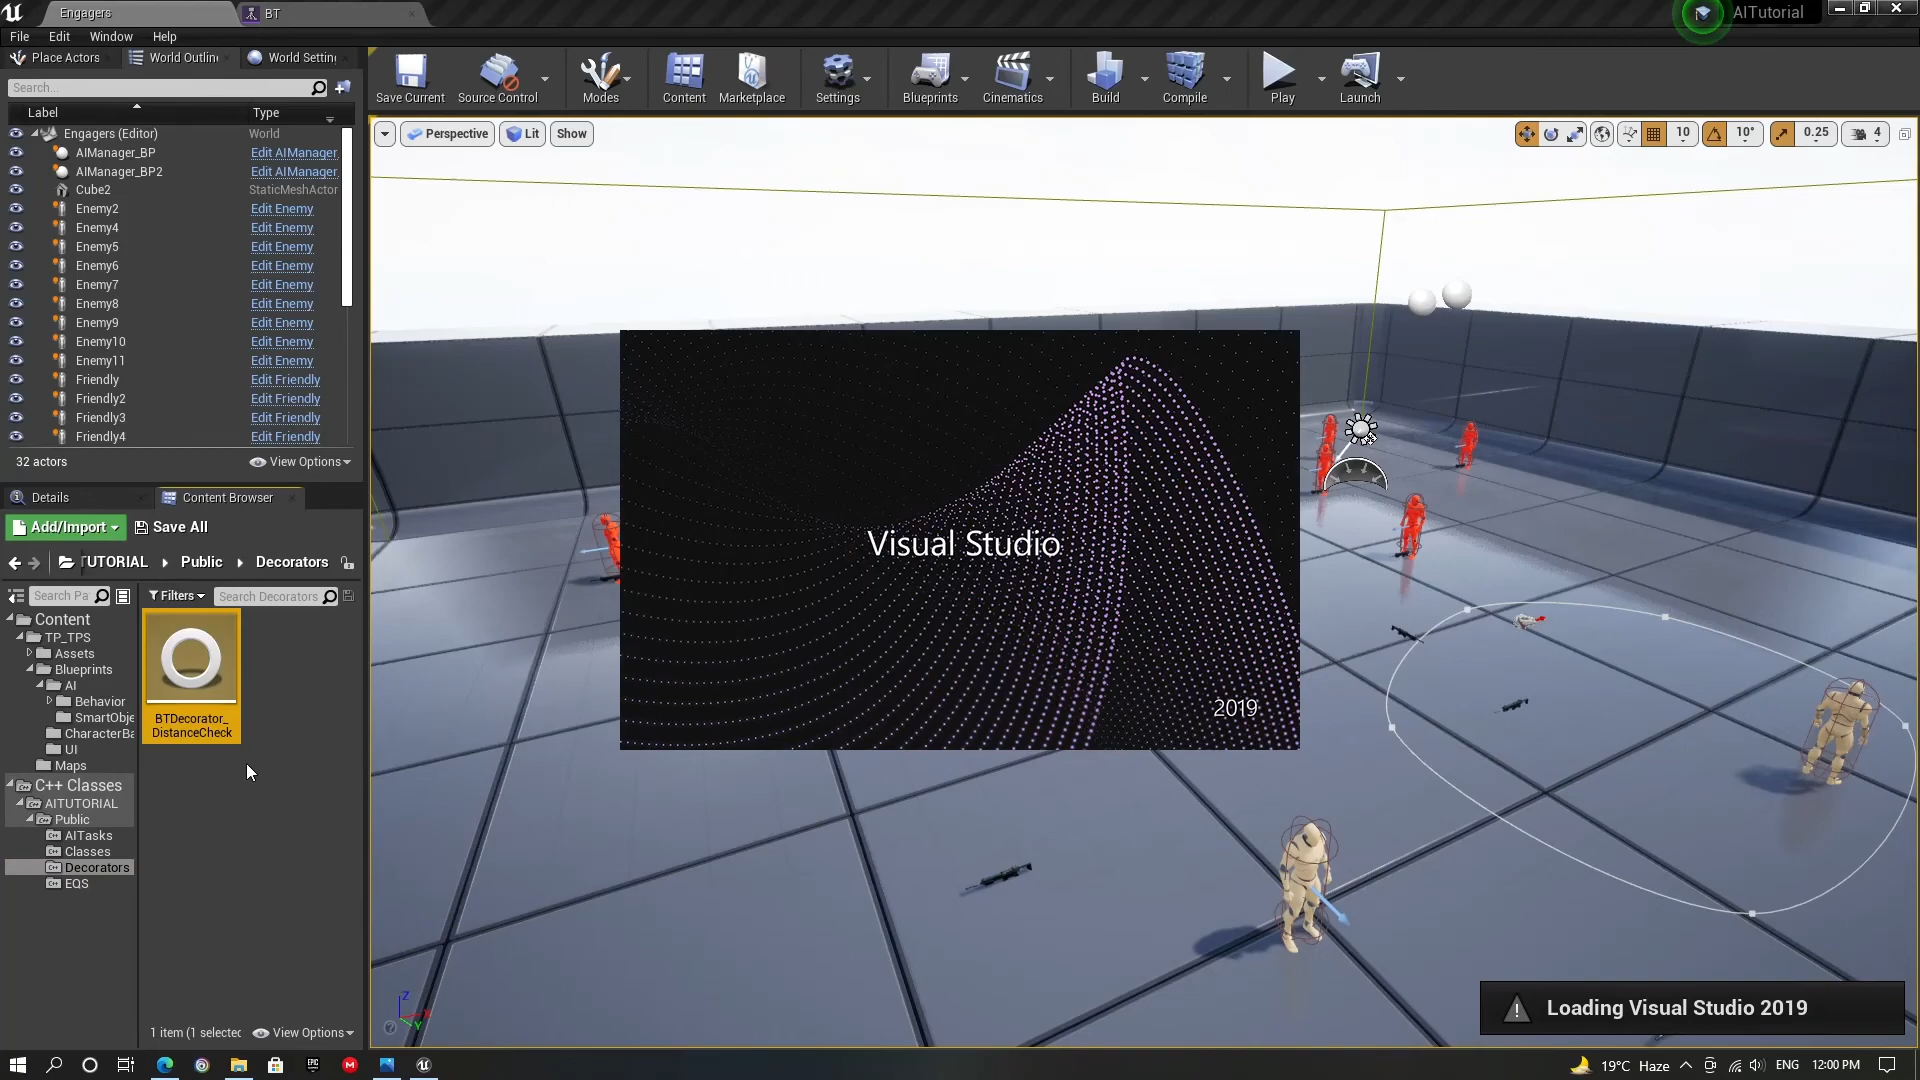 Engagers
BT
AITutorial
File
Edit
Window
Help
Place Actors
World Outlin
World Settin
Search...
Label
Type
Engagers (Editor)
World
AIManager_BP
Edit AIManager
AIManager_BP2
Edit AIManager
Cube2
StaticMeshActor
Enemy2
Edit Enemy
Enemy4
Edit Enemy
Enemy5
Edit Enemy
Enemy6
Edit Enemy
Enemy7
Edit Enemy
Enemy8
Edit Enemy
Enemy9
Edit Enemy
Enemy10
Edit Enemy
Enemy11
Edit Enemy
Friendly
Edit Friendly
Friendly2
Edit Friendly
Friendly3
Edit Friendly
Friendly4
Edit Friendly
32 actors
View Options
Save Current
Source Control
Modes
Content
Marketplace
Settings
Blueprints
Cinematics
Build
Compile
Play
Launch
Perspective
Lit
Show
10
10°
0.25
4
Visual Studio
2019
Details
Content Browser
Add/Import
Save All
TUTORIAL
Public
Decorators
Search Pa
Filters
Search Decorators
Content
TP_TPS
Assets
Blueprints
AI
Behavior
SmartObje
CharacterBa
UI
Maps
C++ Classes
AITUTORIAL
Public
AITasks
Classes
Decorators
EQS
BTDecorator_
DistanceCheck
1 item (1 selectec
View Options
Z
X
Y
Loading Visual Studio 2019
EPIC
M
19°C Haze
ENG
12:00 PM